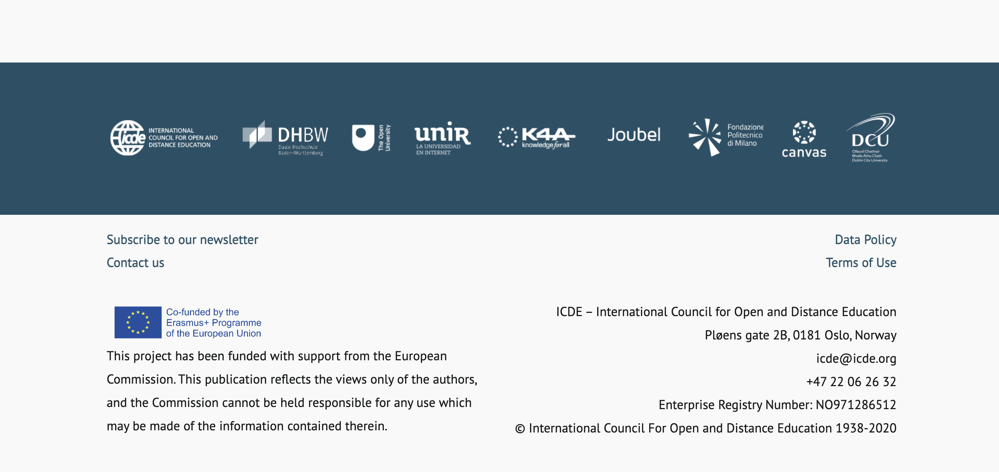 icde
INTERNATIONAL
COUNCIL FOR OPEN AND
DISTANCE EDUCATION
DHBW
Duale Hochschule
Baden-Württemberg
The Open
University
uniR
LA UNIVERSIDAD
EN INTERNET
K4A
knowledge for all
Joubel
Fondazione
Politecnico
di Milano
canvas
DCU
Ollscoil Chathair
Bhaile Átha Cliath
Dublin City University
Subscribe to our newsletter
Contact us
Data Policy
Terms of Use
Co-funded by the
Erasmus+ Programme
of the European Union
This project has been funded with support from the European
Commission. This publication reflects the views only of the authors,
and the Commission cannot be held responsible for any use which
may be made of the information contained therein.
ICDE – International Council for Open and Distance Education
Pløens gate 2B, 0181 Oslo, Norway
icde@icde.org
+47 22 06 26 32
Enterprise Registry Number: NO971286512
© International Council For Open and Distance Education 1938-2020